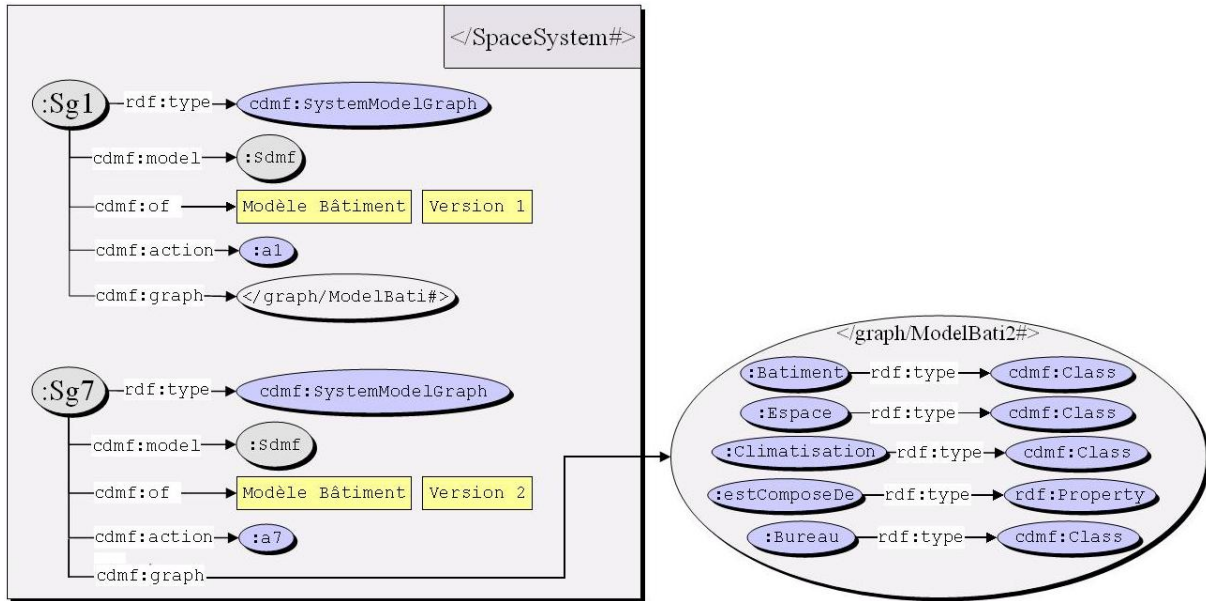 </SpaceSystem#>
:Sg1 rdf:type cdmf:SystemModelGraph
cdmf:model :Sdmf
cdmf:of Modèle Bâtiment Version 1
cdmf:action :a1
cdmf:graph </graph/ModelBati#>
:Sg7 rdf:type cdmf:SystemModelGraph
cdmf:model :Sdmf
cdmf:of Modèle Bâtiment Version 2
cdmf:action :a7
cdmf:graph
</graph/ModelBati2#>
:Batiment rdf:type cdmf:Class
:Espace rdf:type cdmf:Class
:Climatisation rdf:type cdmf:Class
:estComposeDe rdf:type rdf:Property
:Bureau rdf:type cdmf:Class